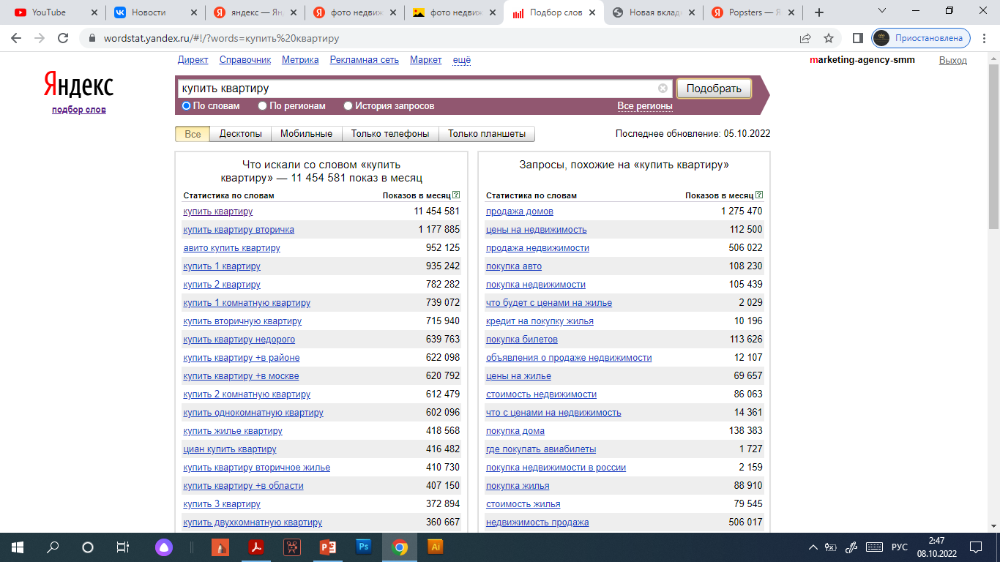 YouTube
Новости
яндекс — Ян
фото недвиж
фото недвиж
Подбор слов
Новая вклад
Popsters — Я
wordstat.yandex.ru/#!/?words=купить%20квартиру
Приостановлена
Директ Справочник Метрика Рекламная сеть Маркет ещё
marketing-agency-smm Выход
Яндекс
подбор слов
купить квартиру
Подобрать
По словам По регионам История запросов Все регионы
Все Десктопы Мобильные Только телефоны Только планшеты
Последнее обновление: 05.10.2022
Что искали со словом «купить
квартиру» — 11 454 581 показ в месяц
Статистика по словам Показов в месяц ?
купить квартиру 11 454 581
купить квартиру вторичка 1 177 885
авито купить квартиру 952 125
купить 1 квартиру 935 242
купить 2 квартиру 782 282
купить 1 комнатную квартиру 739 072
купить вторичную квартиру 715 940
купить квартиру недорого 639 763
купить квартиру +в районе 622 098
купить квартиру +в москве 620 792
купить 2 комнатную квартиру 612 479
купить однокомнатную квартиру 602 096
купить жилье квартиру 418 568
циан купить квартиру 416 482
купить квартиру вторичное жилье 410 730
купить квартиру +в области 407 150
купить 3 квартиру 372 894
купить двухкомнатную квартиру 360 667
Запросы, похожие на «купить квартиру»
Статистика по словам Показов в месяц ?
продажа домов 1 275 470
цены на недвижимость 112 500
продажа недвижимости 506 022
покупка авто 108 230
покупка недвижимости 105 439
что будет с ценами на жилье 2 029
кредит на покупку жилья 10 196
покупка билетов 113 626
объявления о продаже недвижимости 12 107
цены на жилье 69 657
стоимость недвижимости 86 063
что с ценами на недвижимость 14 361
покупка дома 138 383
где покупать авиабилеты 1 727
покупка недвижимости в россии 2 159
покупка жилья 88 910
стоимость жилья 79 545
недвижимость продажа 506 017
Ps
Ai
РУС
2:47
08.10.2022